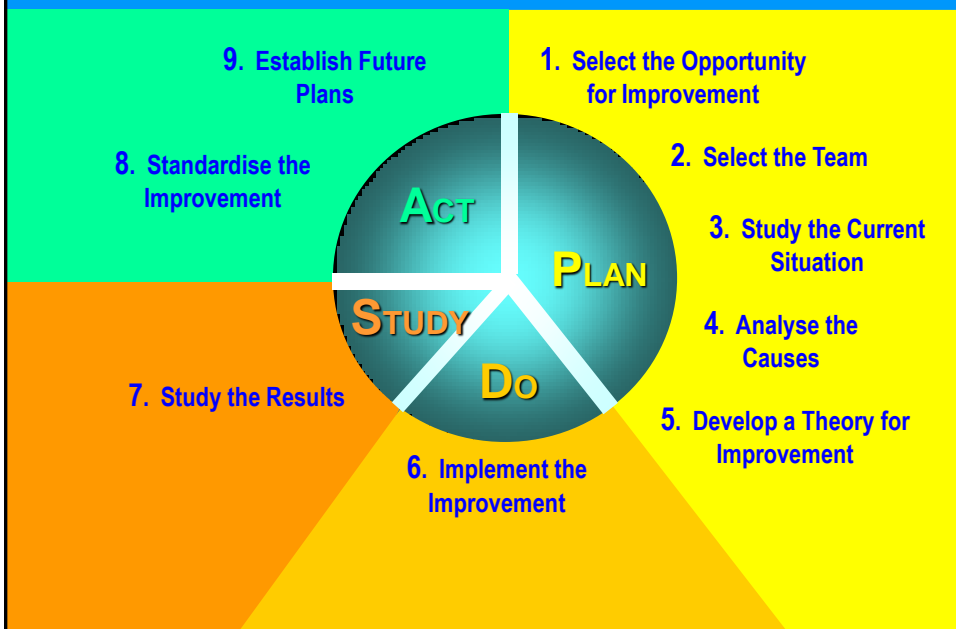 1. Select the Opportunity
for Improvement
2. Select the Team
3. Study the Current
Situation
4. Analyse the
Causes
5. Develop a Theory for
Improvement
6. Implement the
Improvement
7. Study the Results
8. Standardise the
Improvement
9. Establish Future
Plans
ACT
PLAN
STUDY
DO